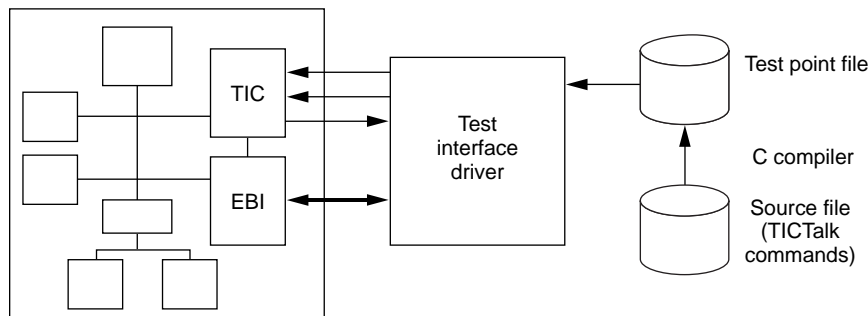 TIC
EBI
Test
interface
driver
Test point file
C compiler
Source file
(TICTalk
commands)